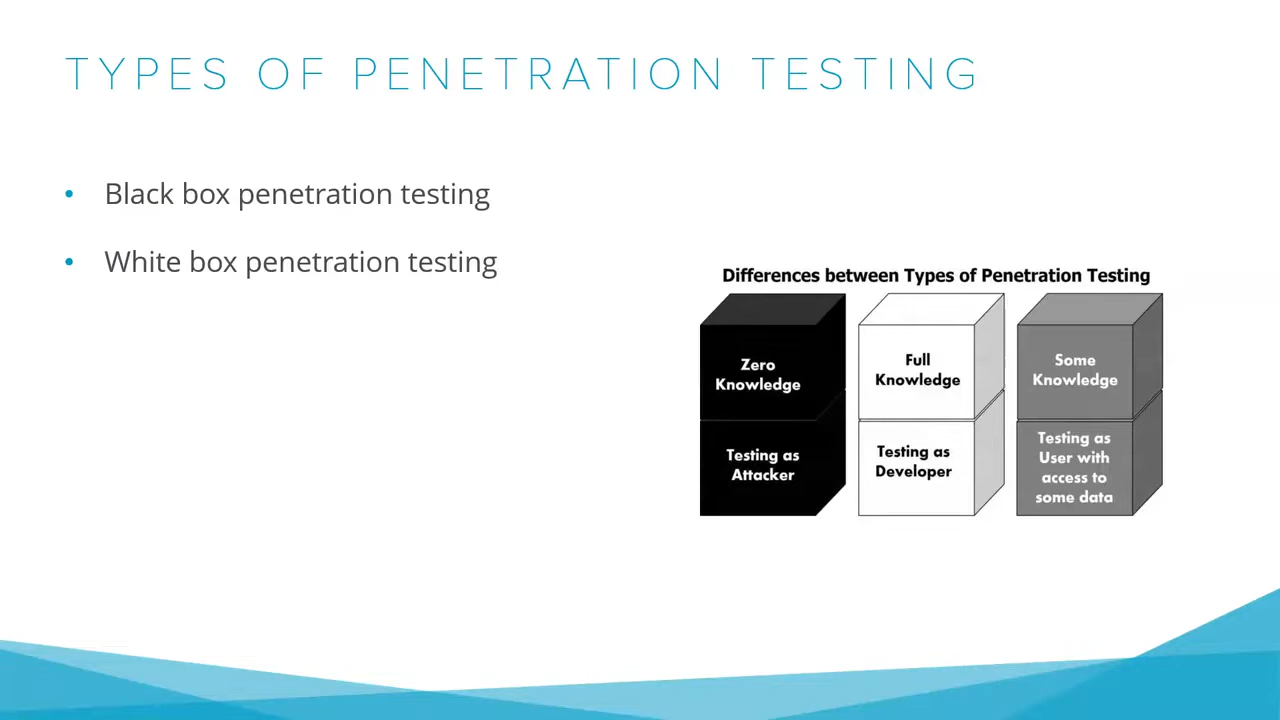 TYPES OF PENETRATION TESTING
• Black box penetration testing
• White box penetration testing
Differences between Types of Penetration Testing
Zero
Knowledge
Testing as
Attacker
Full
Knowledge
Testing as
Developer
Some
Knowledge
Testing as
User with
access to
some data